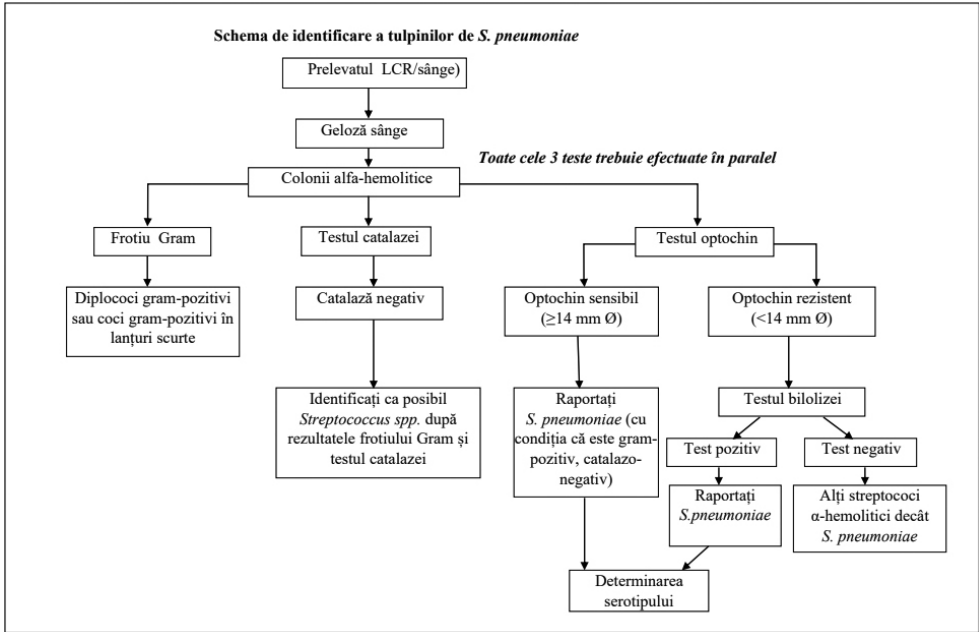 Schema de identificare a tulpinilor de S. pneumoniae
Prelevatul LCR/sânge)
Geloză sânge
Toate cele 3 teste trebuie efectuate în paralel
Colonii alfa-hemolitice
Frotiu Gram
Testul catalazei
Testul optochin
Diplococi gram-pozitivi
sau coci gram-pozitivi în
lanțuri scurte
Catalază negativ
Optochin sensibil
(≥14 mm Ø)
Optochin rezistent
(<14 mm Ø)
Identificați ca posibil
Streptococcus spp. după
rezultatele frotiului Gram și
testul catalazei
Raportați
S. pneumoniae (cu
condiția că este gram-
pozitiv, catalazo-
negativ)
Testul bilolizei
Test pozitiv
Test negativ
Raportați
S.pneumoniae
Alți streptococi
α-hemolitici decât
S. pneumoniae
Determinarea
serotipului